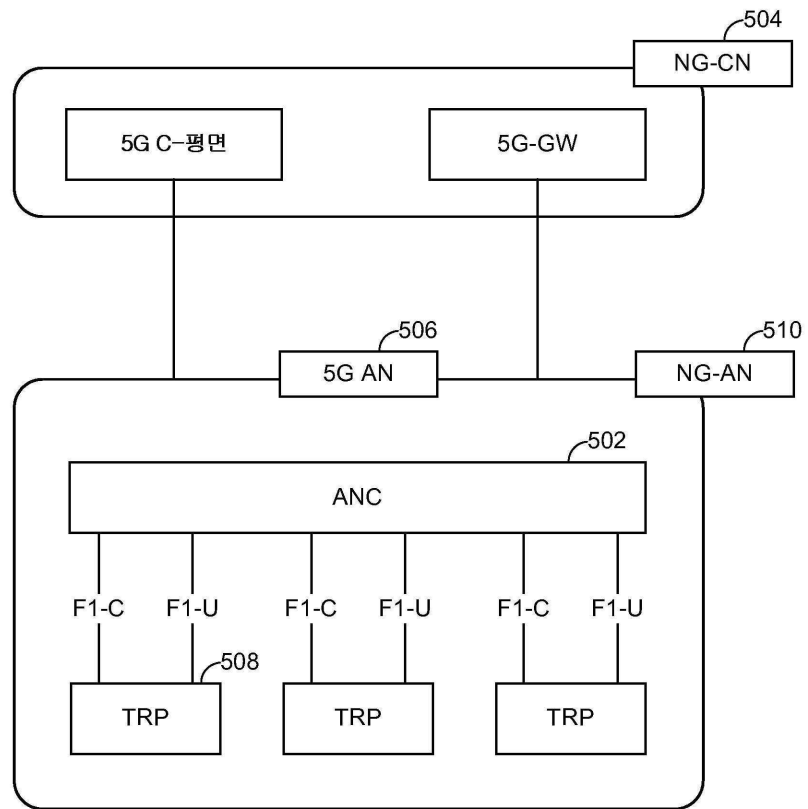 504
NG-CN
5G C-평면
5G-GW
506
510
5G AN
NG-AN
502
ANC
F1-C F1-U F1-C F1-U F1-C F1-U
508
TRP TRP TRP